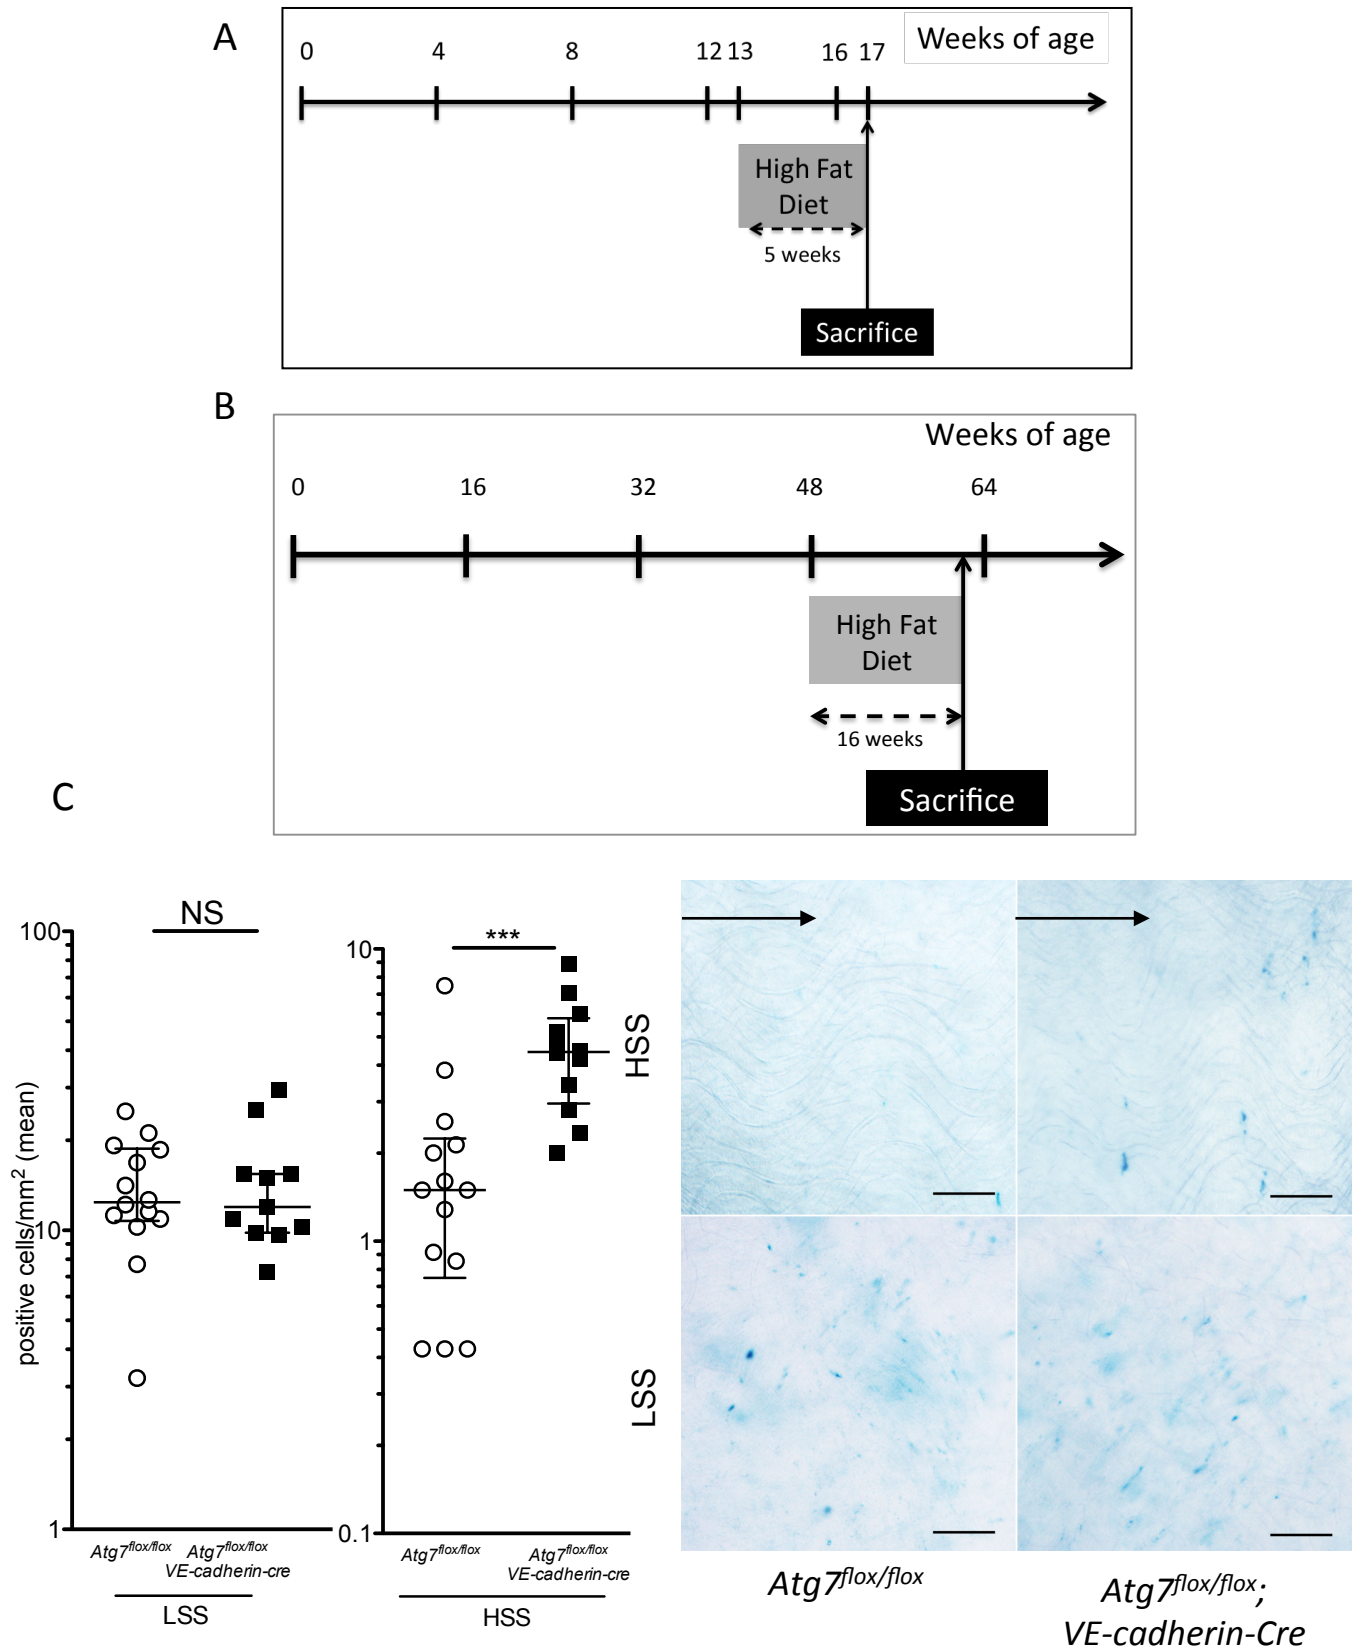 A
Weeks of age
0 4 8 12 13 16 17
High Fat
Diet
5 weeks
Sacrifice
B
Weeks of age
0 16 32 48 64
High Fat
Diet
16 weeks
Sacrifice
C
positive cells/mm2 (mean)
100
10
1
NS
Atg7flox/flox
Atg7flox/flox
VE-cadherin-cre
LSS
10
1
0.1
***
Atg7flox/flox
Atg7flox/flox
VE-cadherin-cre
HSS
HSS
LSS
Atg7flox/flox
Atg7flox/flox;
VE-cadherin-Cre